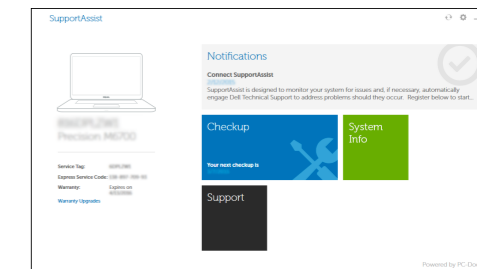 SupportAssist
Notifications
Connect SupportAssist
SupportAssist is designed to monitor your system for issues and, if necessary, automatically
engage Dell Technical Support to address problems should they occur. Register below to start...
Precision M6700
Checkup
System
Info
Your next checkup is
Service Tag:
Express Service Code:
Warranty:
Expires on
Warranty Upgrades
Support
Powered by PC-Doc